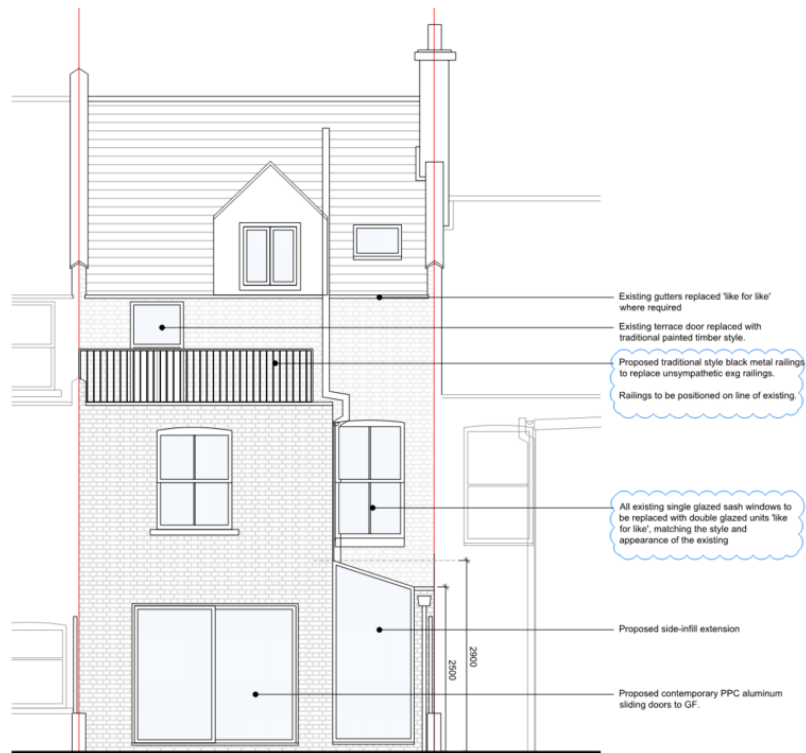 Existing gutters replaced 'like for like'
where required
Existing terrace door replaced with
traditional painted timber style.
Proposed traditional style black metal railings
to replace unsympathetic exg railings.
Railings to be positioned on line of existing.
All existing single glazed sash windows to
be replaced with double glazed units 'like
for like', matching the style and
appearance of the existing
Proposed side-infill extension
2900
2500
Proposed contemporary PPC aluminum
sliding doors to GF.